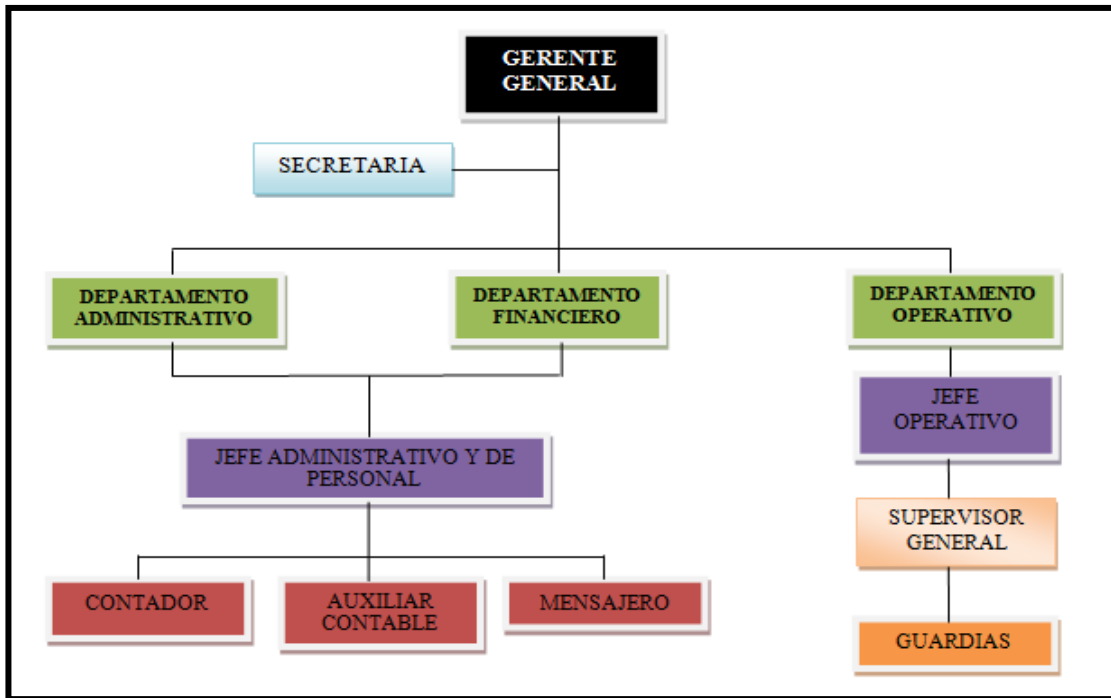 GERENTE
GENERAL
SECRETARIA
DEPARTAMENTO
ADMINISTRATIVO
DEPARTAMENTO
FINANCIERO
DEPARTAMENTO
OPERATIVO
JEFE ADMINISTRATIVO Y DE
PERSONAL
JEFE
OPERATIVO
SUPERVISOR
GENERAL
CONTADOR
AUXILIAR
CONTABLE
MENSAJERO
GUARDIAS